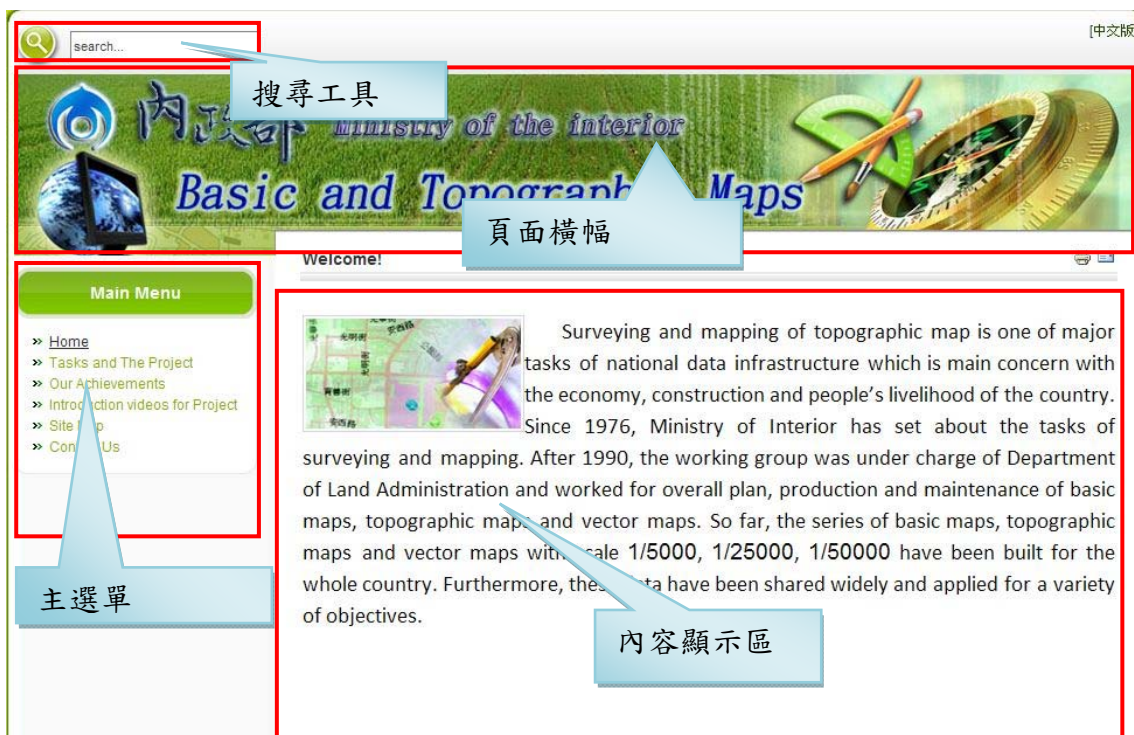 search...
[中文版
搜尋工具
內政部 Ministry of the interior
Basic and Topographic Maps
頁面橫幅
Welcome!
Main Menu
» Home
» Tasks and The Project
» Our Achievements
» Introduction videos for Project
» Site Map
» Contact Us
主選單
Surveying and mapping of topographic map is one of major
tasks of national data infrastructure which is main concern with
the economy, construction and people’s livelihood of the country.
Since 1976, Ministry of Interior has set about the tasks of
surveying and mapping. After 1990, the working group was under charge of Department
of Land Administration and worked for overall plan, production and maintenance of basic
maps, topographic maps and vector maps. So far, the series of basic maps, topographic
maps and vector maps with scale 1/5000, 1/25000, 1/50000 have been built for the
whole country. Furthermore, these data have been shared widely and applied for a variety
of objectives.
內容顯示區